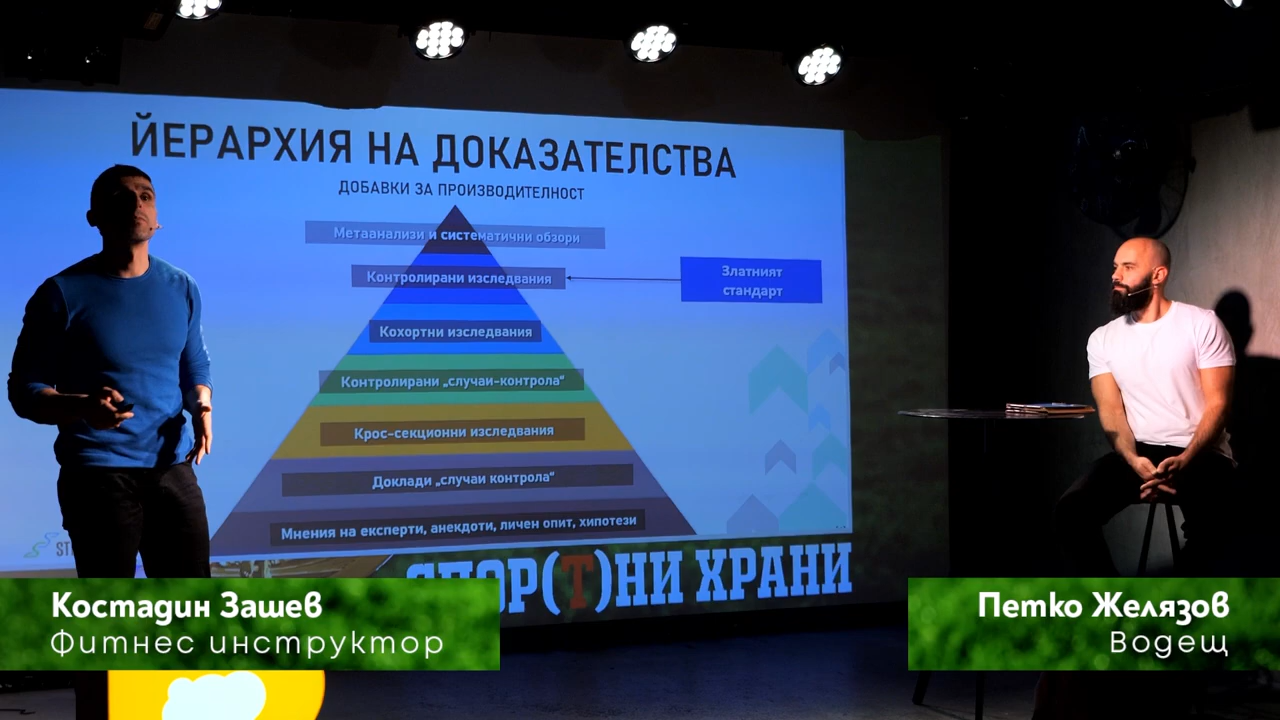 ЙЕРАРХИЯ НА ДОКАЗАТЕЛСТВА
ДОБАВКИ ЗА ПРОИЗВОДИТЕЛНОСТ
Метаанализи и систематични обзори
Контролирани изследвания
Златният
стандарт
Кохортни изследвания
Контролирани „случаи-контрола“
Крос-секционни изследвания
Доклади „случаи контрола“
Мнения на експерти, анекдоти, личен опит, хипотези
НИ ХРАНИ
Костадин Зашев
Фитнес инструктор
Петко Желязов
Водещ